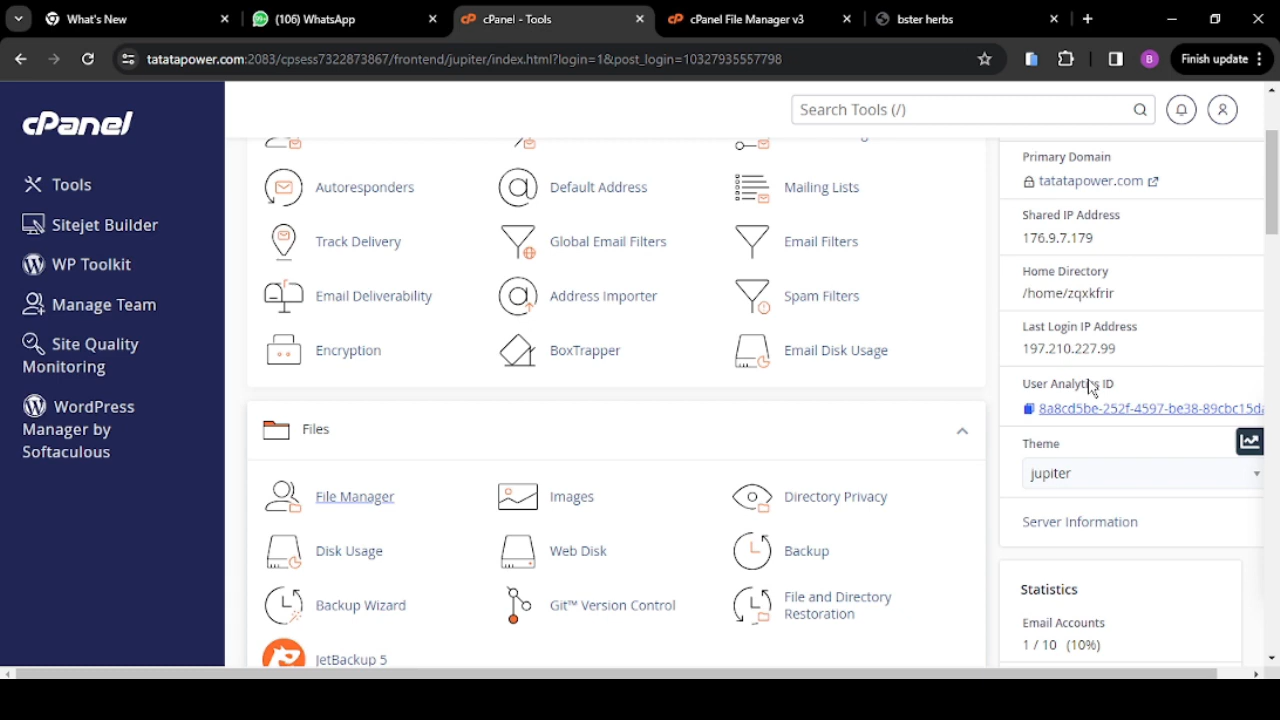 What's New
(106) WhatsApp
cPanel - Tools
cPanel File Manager v3
bster herbs
tatatapower.com:2083/cpsess7322873867/frontend/jupiter/index.html?login=1&post_login=10327935557798
B
Finish update
cPanel
Search Tools (/)
Tools
Sitejet Builder
WP Toolkit
Manage Team
Site Quality
Monitoring
WordPress
Manager by
Softaculous
Autoresponders
Default Address
Mailing Lists
Track Delivery
Global Email Filters
Email Filters
Email Deliverability
Address Importer
Spam Filters
Encryption
BoxTrapper
Email Disk Usage
Files
File Manager
Images
Directory Privacy
Disk Usage
Web Disk
Backup
Backup Wizard
Git™ Version Control
File and Directory
Restoration
JetBackup 5
Primary Domain
tatatapower.com
Shared IP Address
176.9.7.179
Home Directory
/home/zqxkfrir
Last Login IP Address
197.210.227.99
User Analytics ID
8a8cd5be-252f-4597-be38-89cbc15da
Theme
jupiter
Server Information
Statistics
Email Accounts
1 / 10 (10%)